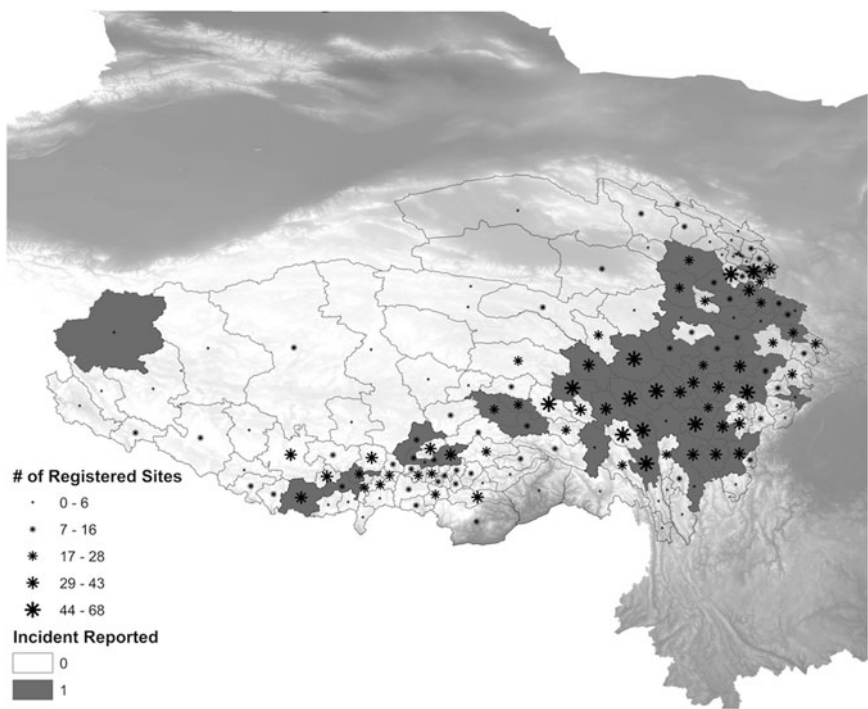 # of Registered Sites
0 - 6
7 - 16
17 - 28
29 - 43
44 - 68
Incident Reported
0
1